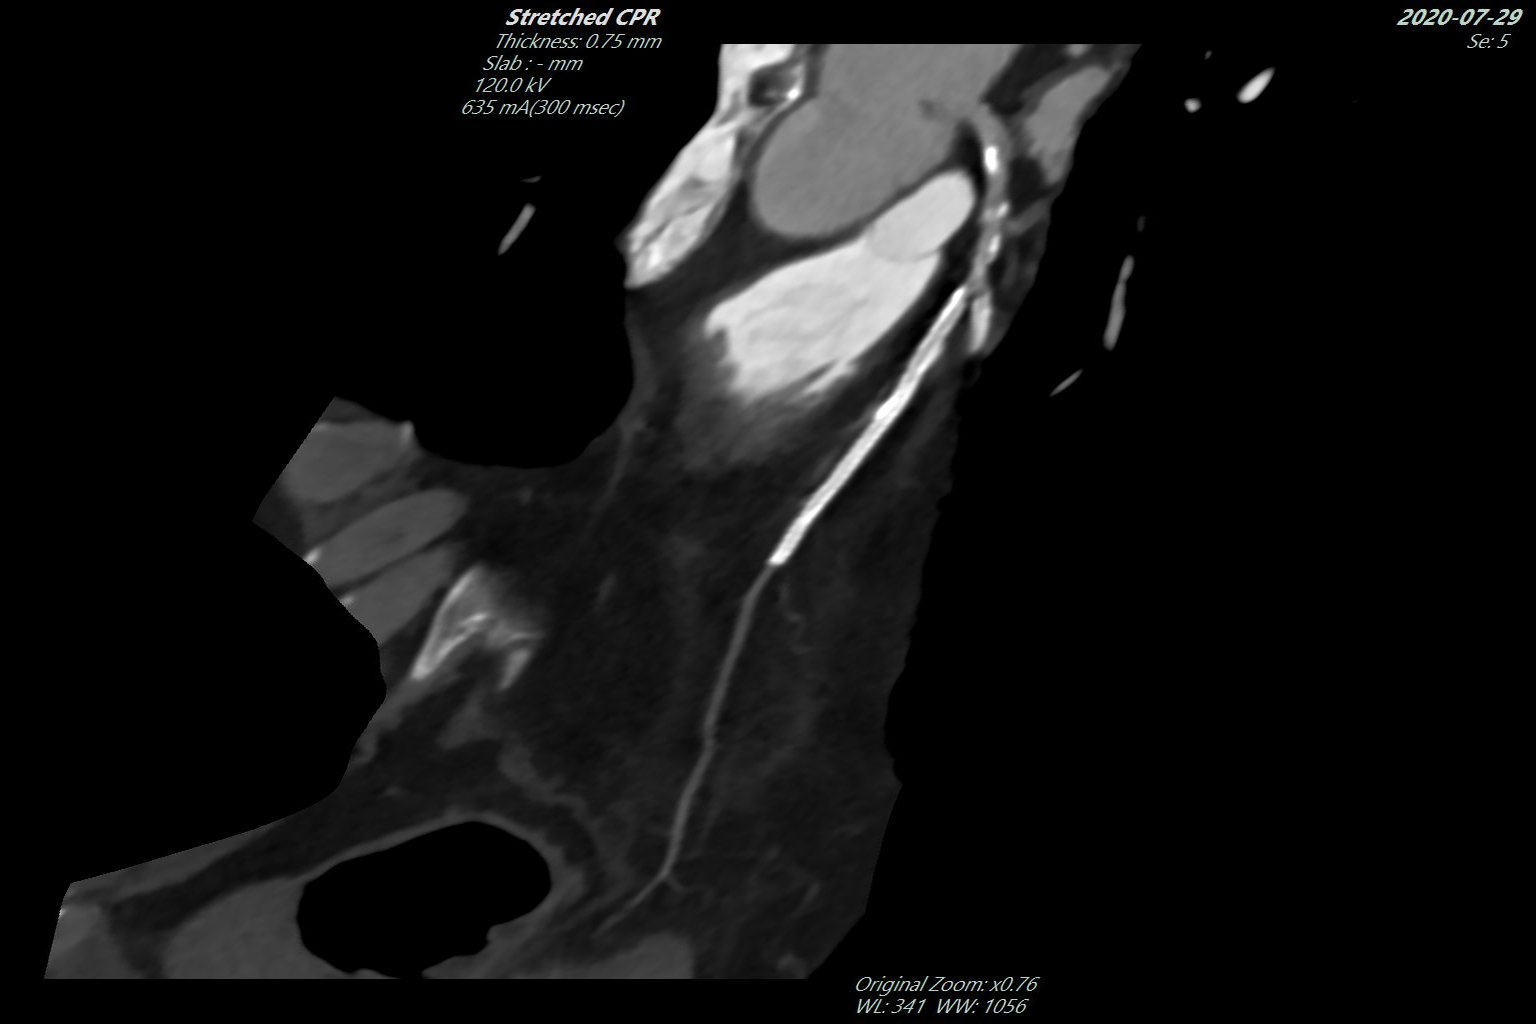 Stretched CPR
Thickness: 0.75 mm
Slab : - mm
120.0 kV
635 mA(300 msec)
2020-07-29
Se: 5
Original Zoom: x0.76
WL: 341 WW: 1056